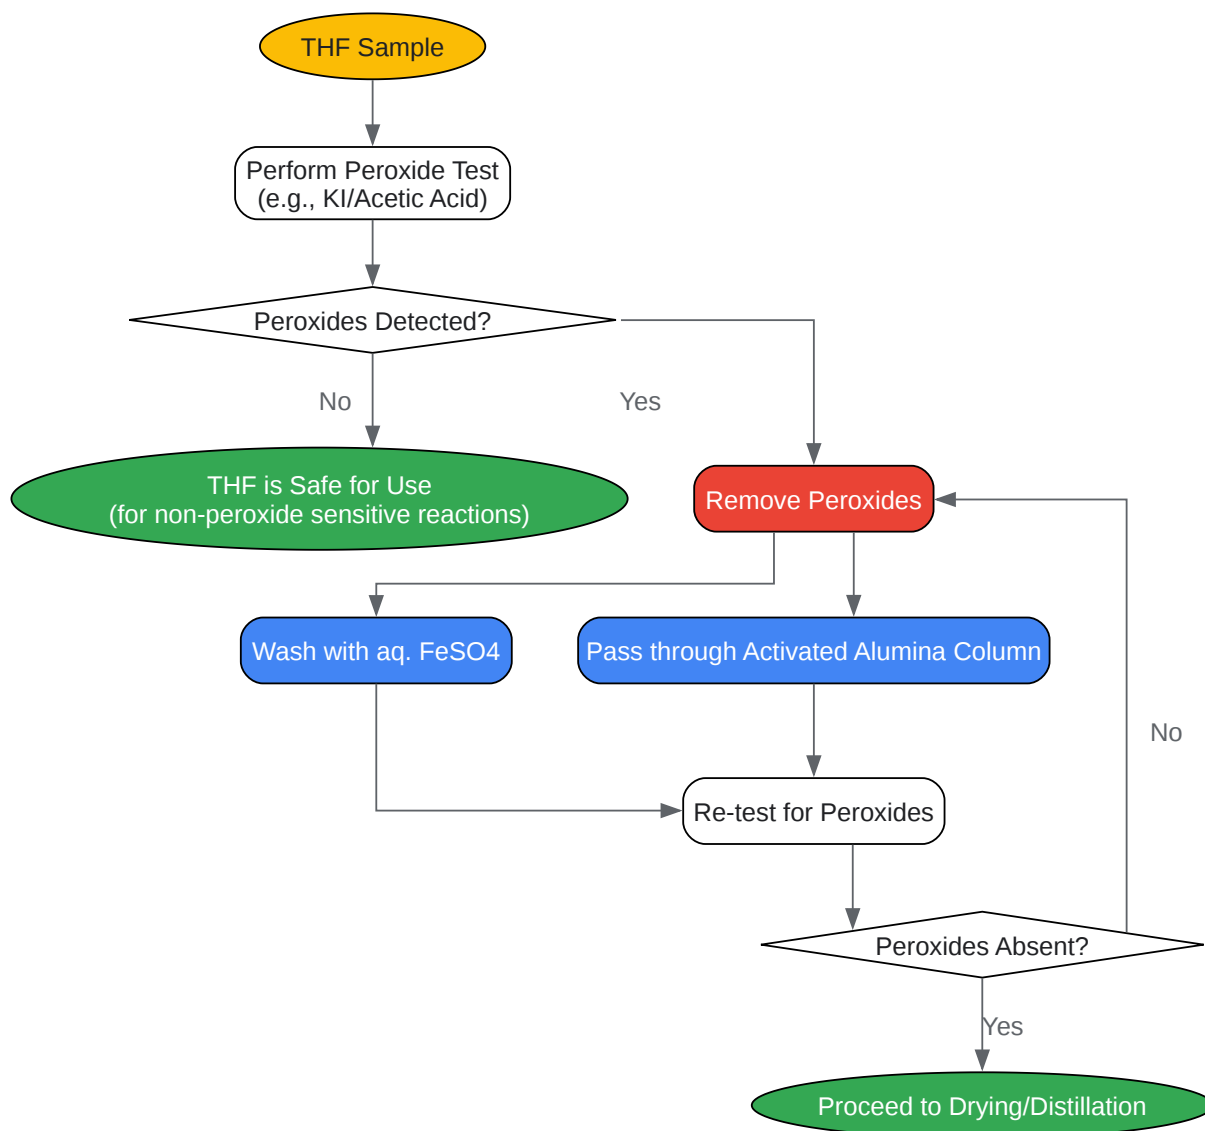 THF Sample
Perform Peroxide Test
(e.g., KI/Acetic Acid)
Peroxides Detected?
No
Yes
THF is Safe for Use
(for non-peroxide sensitive reactions)
Remove Peroxides
Wash with aq. FeSO4
Pass through Activated Alumina Column
No
Re-test for Peroxides
Peroxides Absent?
Yes
Proceed to Drying/Distillation